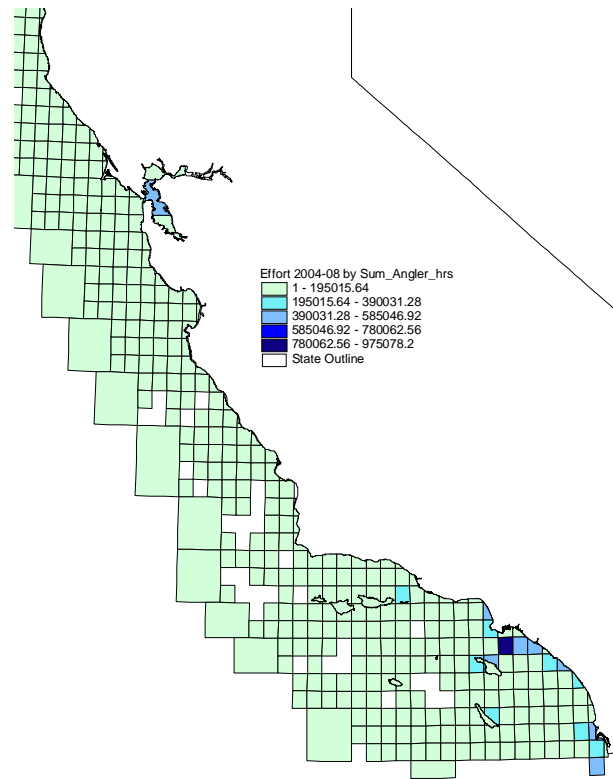 Effort 2004-08 by Sum_Angler_hrs
1 - 195015.64
195015.64 - 390031.28
390031.28 - 585046.92
585046.92 - 780062.56
780062.56 - 975078.2
State Outline